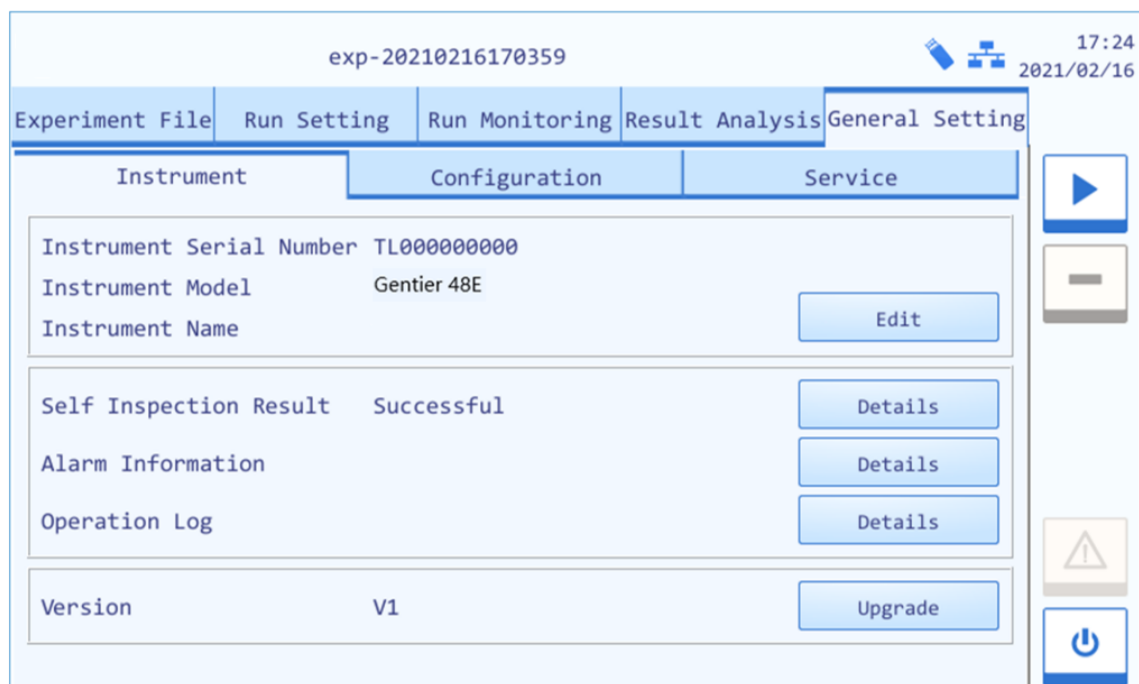 exp-20210216170359
17:24
2021/02/16
Experiment File Run Setting Run Monitoring Result Analysis General Setting
Instrument Configuration Service
Instrument Serial Number TL000000000
Instrument Model Gentier 48E
Instrument Name
Edit
Self Inspection Result Successful Details
Alarm Information Details
Operation Log Details
Version V1 Upgrade